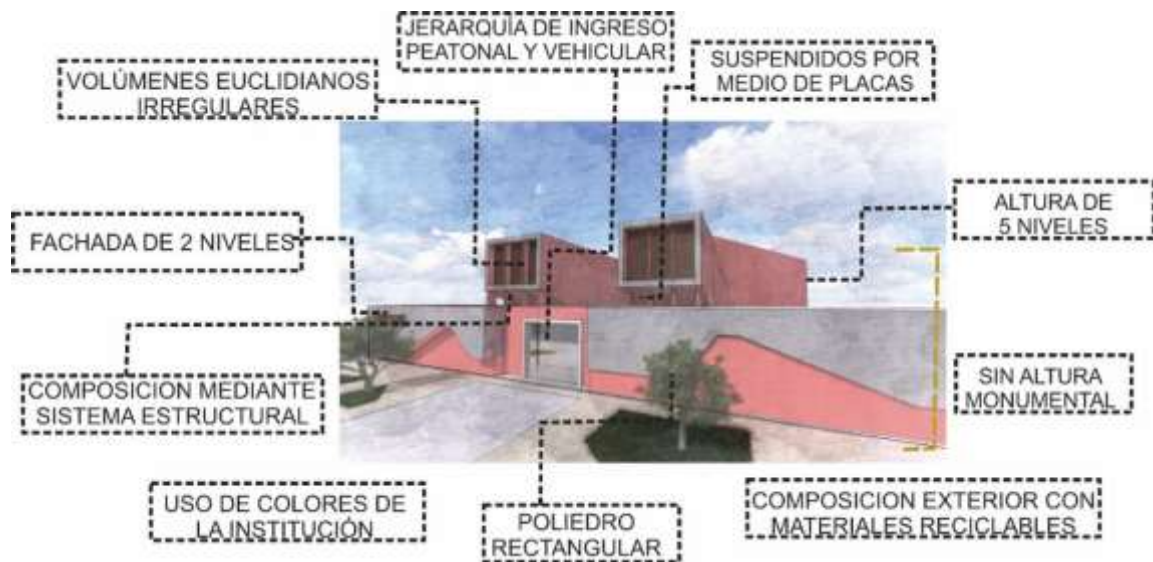 JERARQUÍA DE INGRESO
PEATONAL Y VEHICULAR
VOLÚMENES EUCLIDIANOS
IRREGULARES
SUSPENDIDOS POR
MEDIO DE PLACAS
FACHADA DE 2 NIVELES
ALTURA DE
5 NIVELES
COMPOSICION MEDIANTE
SISTEMA ESTRUCTURAL
SIN ALTURA
MONUMENTAL
USO DE COLORES DE
LA INSTITUCIÓN
POLIEDRO
RECTANGULAR
COMPOSICION EXTERIOR CON
MATERIALES RECICLABLES